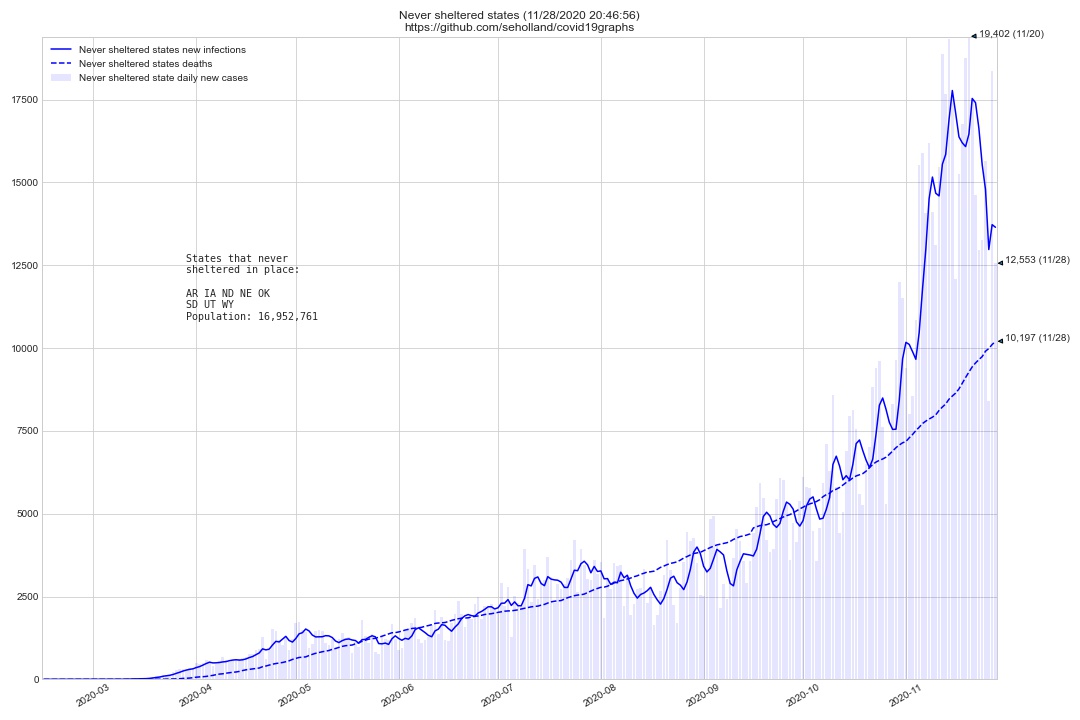 Never sheltered states (11/28/2020 20:46:56)
https://github.com/seholland/covid19graphs
19,402 (11/20)
Never sheltered states new infections
Never sheltered states deaths
Never sheltered state daily new cases
17500
15000
States that never
sheltered in place:
AR IA ND NE OK
SD UT WY
Population: 16,952,761
12500
12,553 (11/28)
10000
10,197 (11/28)
7500
5000
2500
0
2020-03
2020-04
2020-05
2020-06
2020-07
2020-08
2020-09
2020-10
2020-11